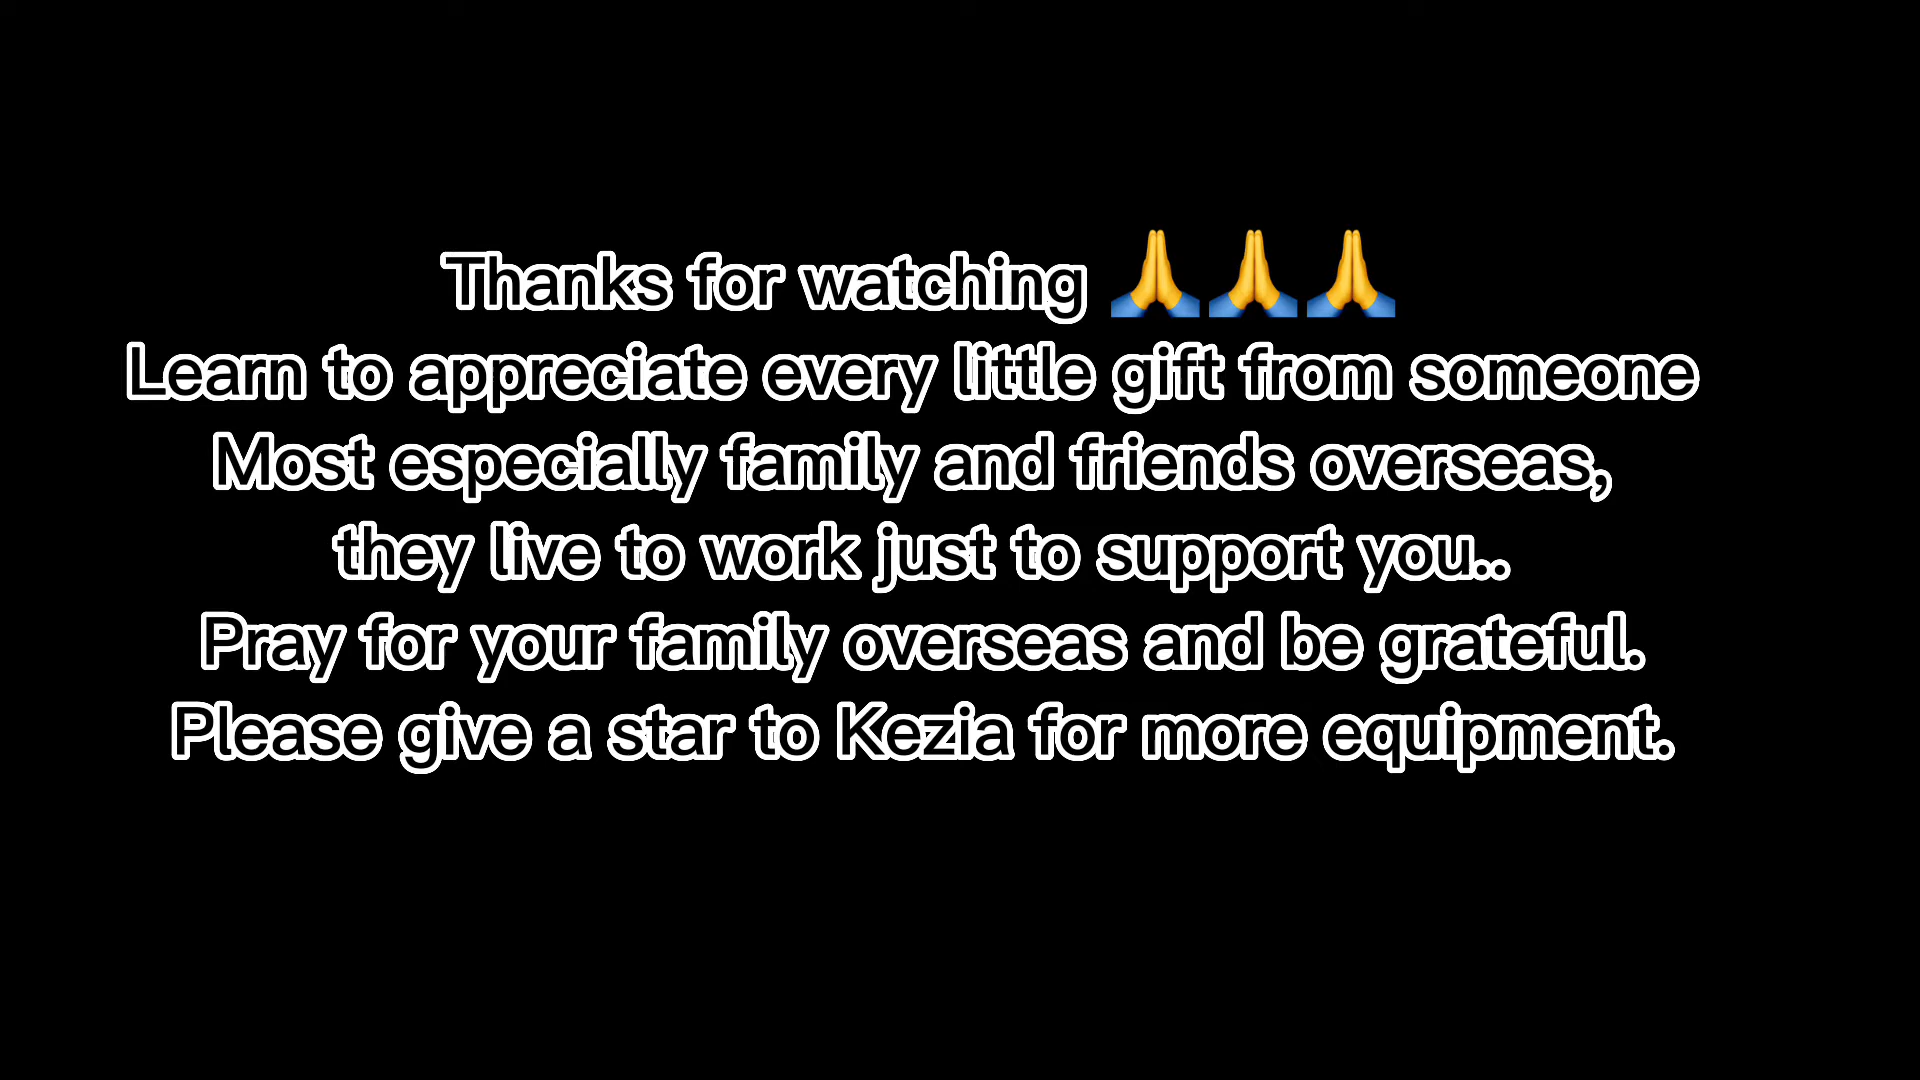 Thanks for watching 🙏🙏🙏
Learn to appreciate every little gift from someone
Most especially family and friends overseas,
they live to work just to support you..
Pray for your family overseas and be grateful.
Please give a star to Kezia for more equipment.